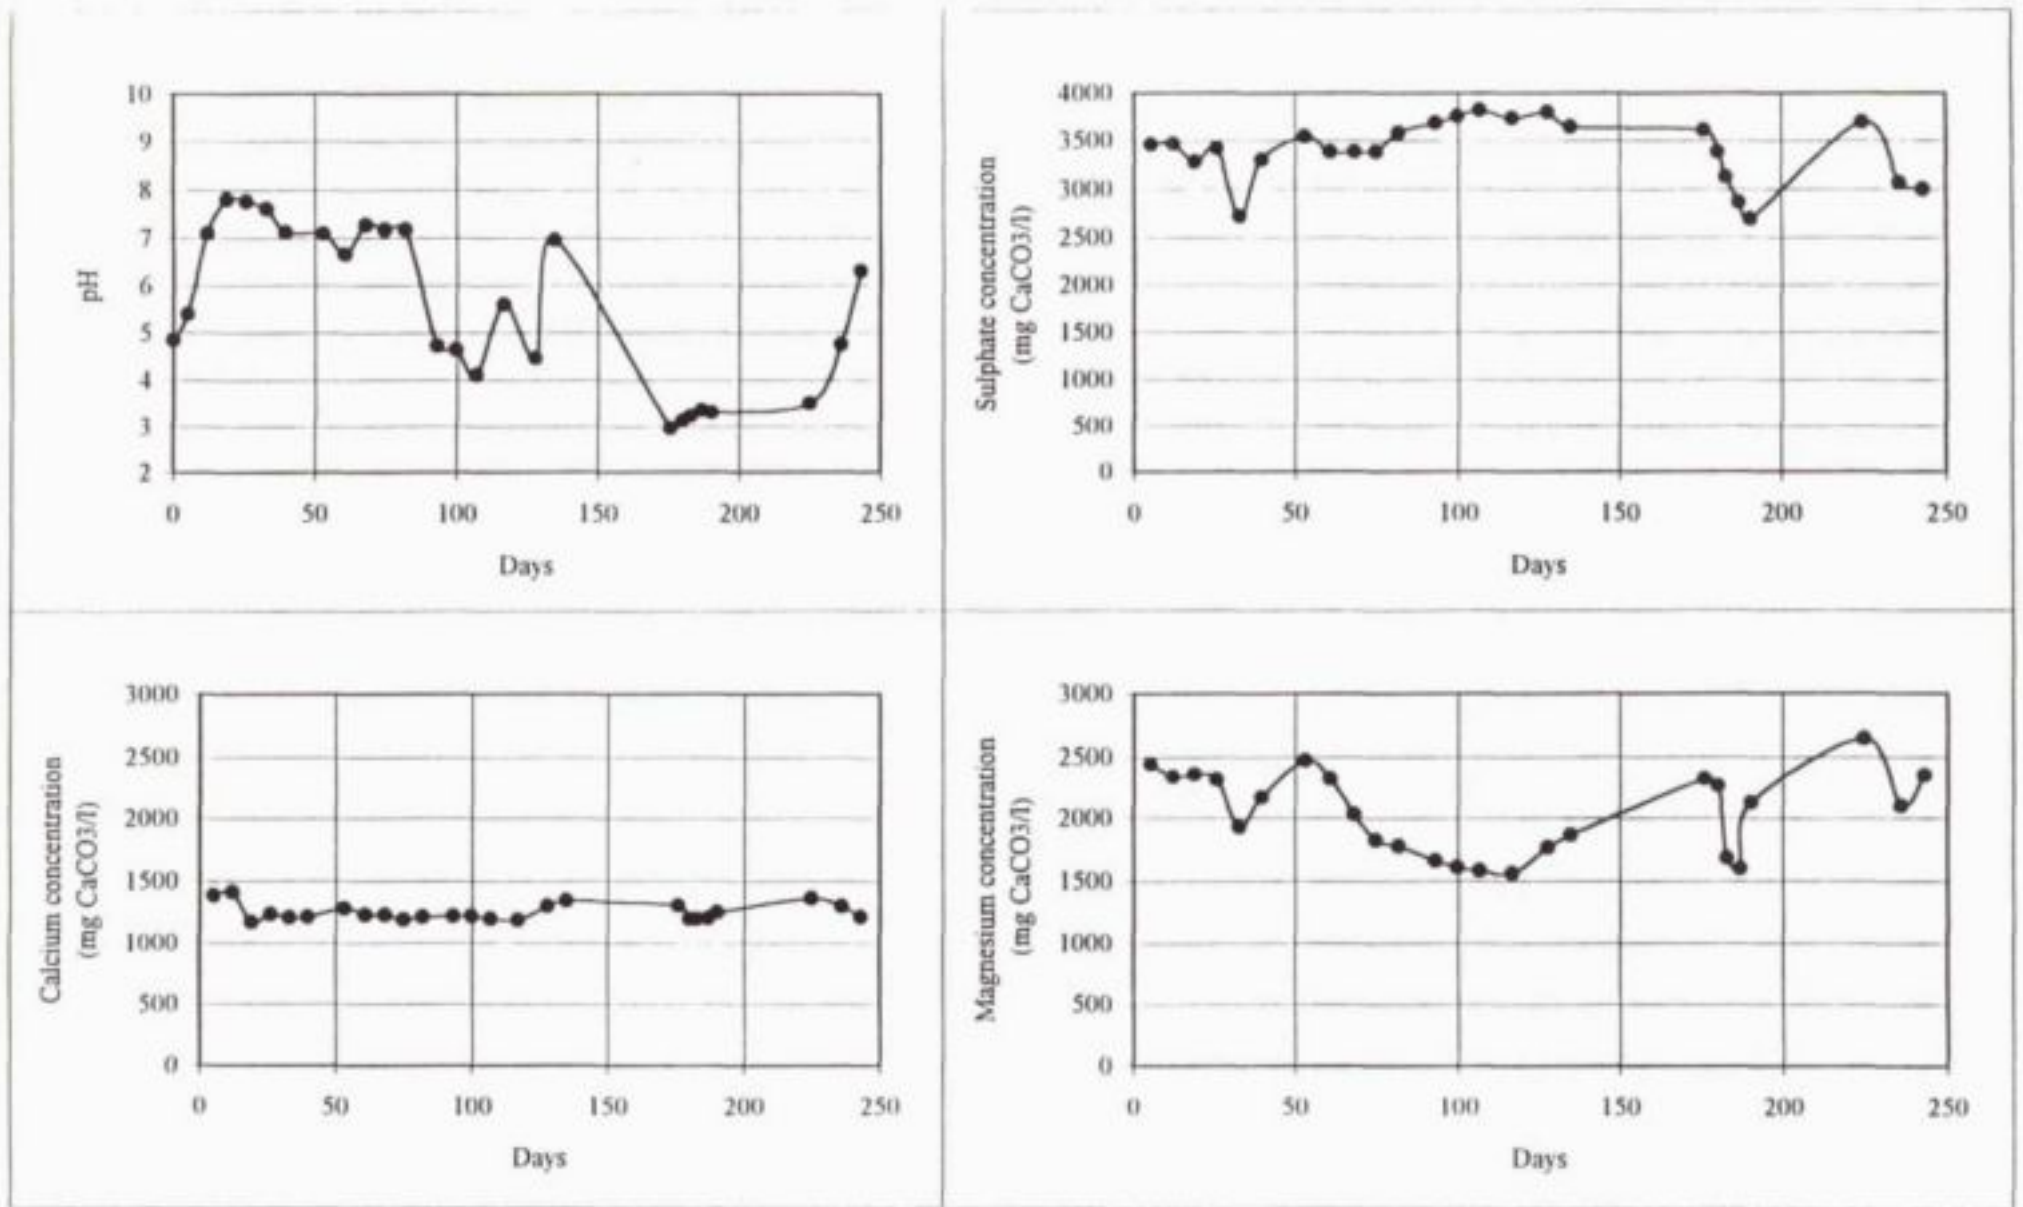 10
9
8
7
6
5
4
3
2
pH
0 50 100 150 200 250
Days
4000
3500
3000
2500
2000
1500
1000
500
0
Sulphate concentration
(mg CaCO3/l)
0 50 100 150 200 250
Days
3000
2500
2000
1500
1000
500
0
Calcium concentration
(mg CaCO3/l)
0 50 100 150 200 250
Days
3000
2500
2000
1500
1000
500
0
Magnesium concentration
(mg CaCO3/l)
0 50 100 150 200 250
Days